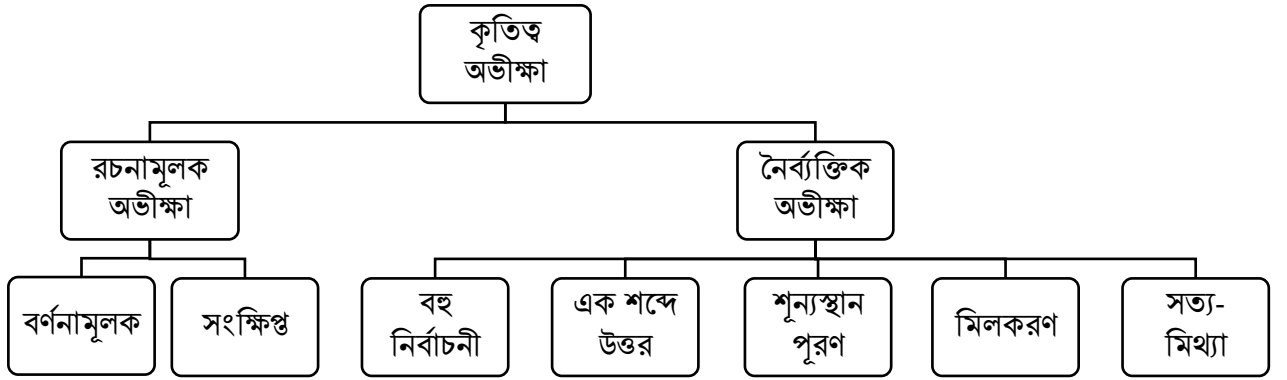 কৃতিত্ব
অভীক্ষা
রচনামূলক
অভীক্ষা
নৈর্ব্যক্তিক
অভীক্ষা
বর্ণনামূলক
সংক্ষিপ্ত
বহু
নির্বাচনী
এক শব্দে
উত্তর
শূন্যস্থান
পূরণ
মিলকরণ
সত্য-
মিথ্যা